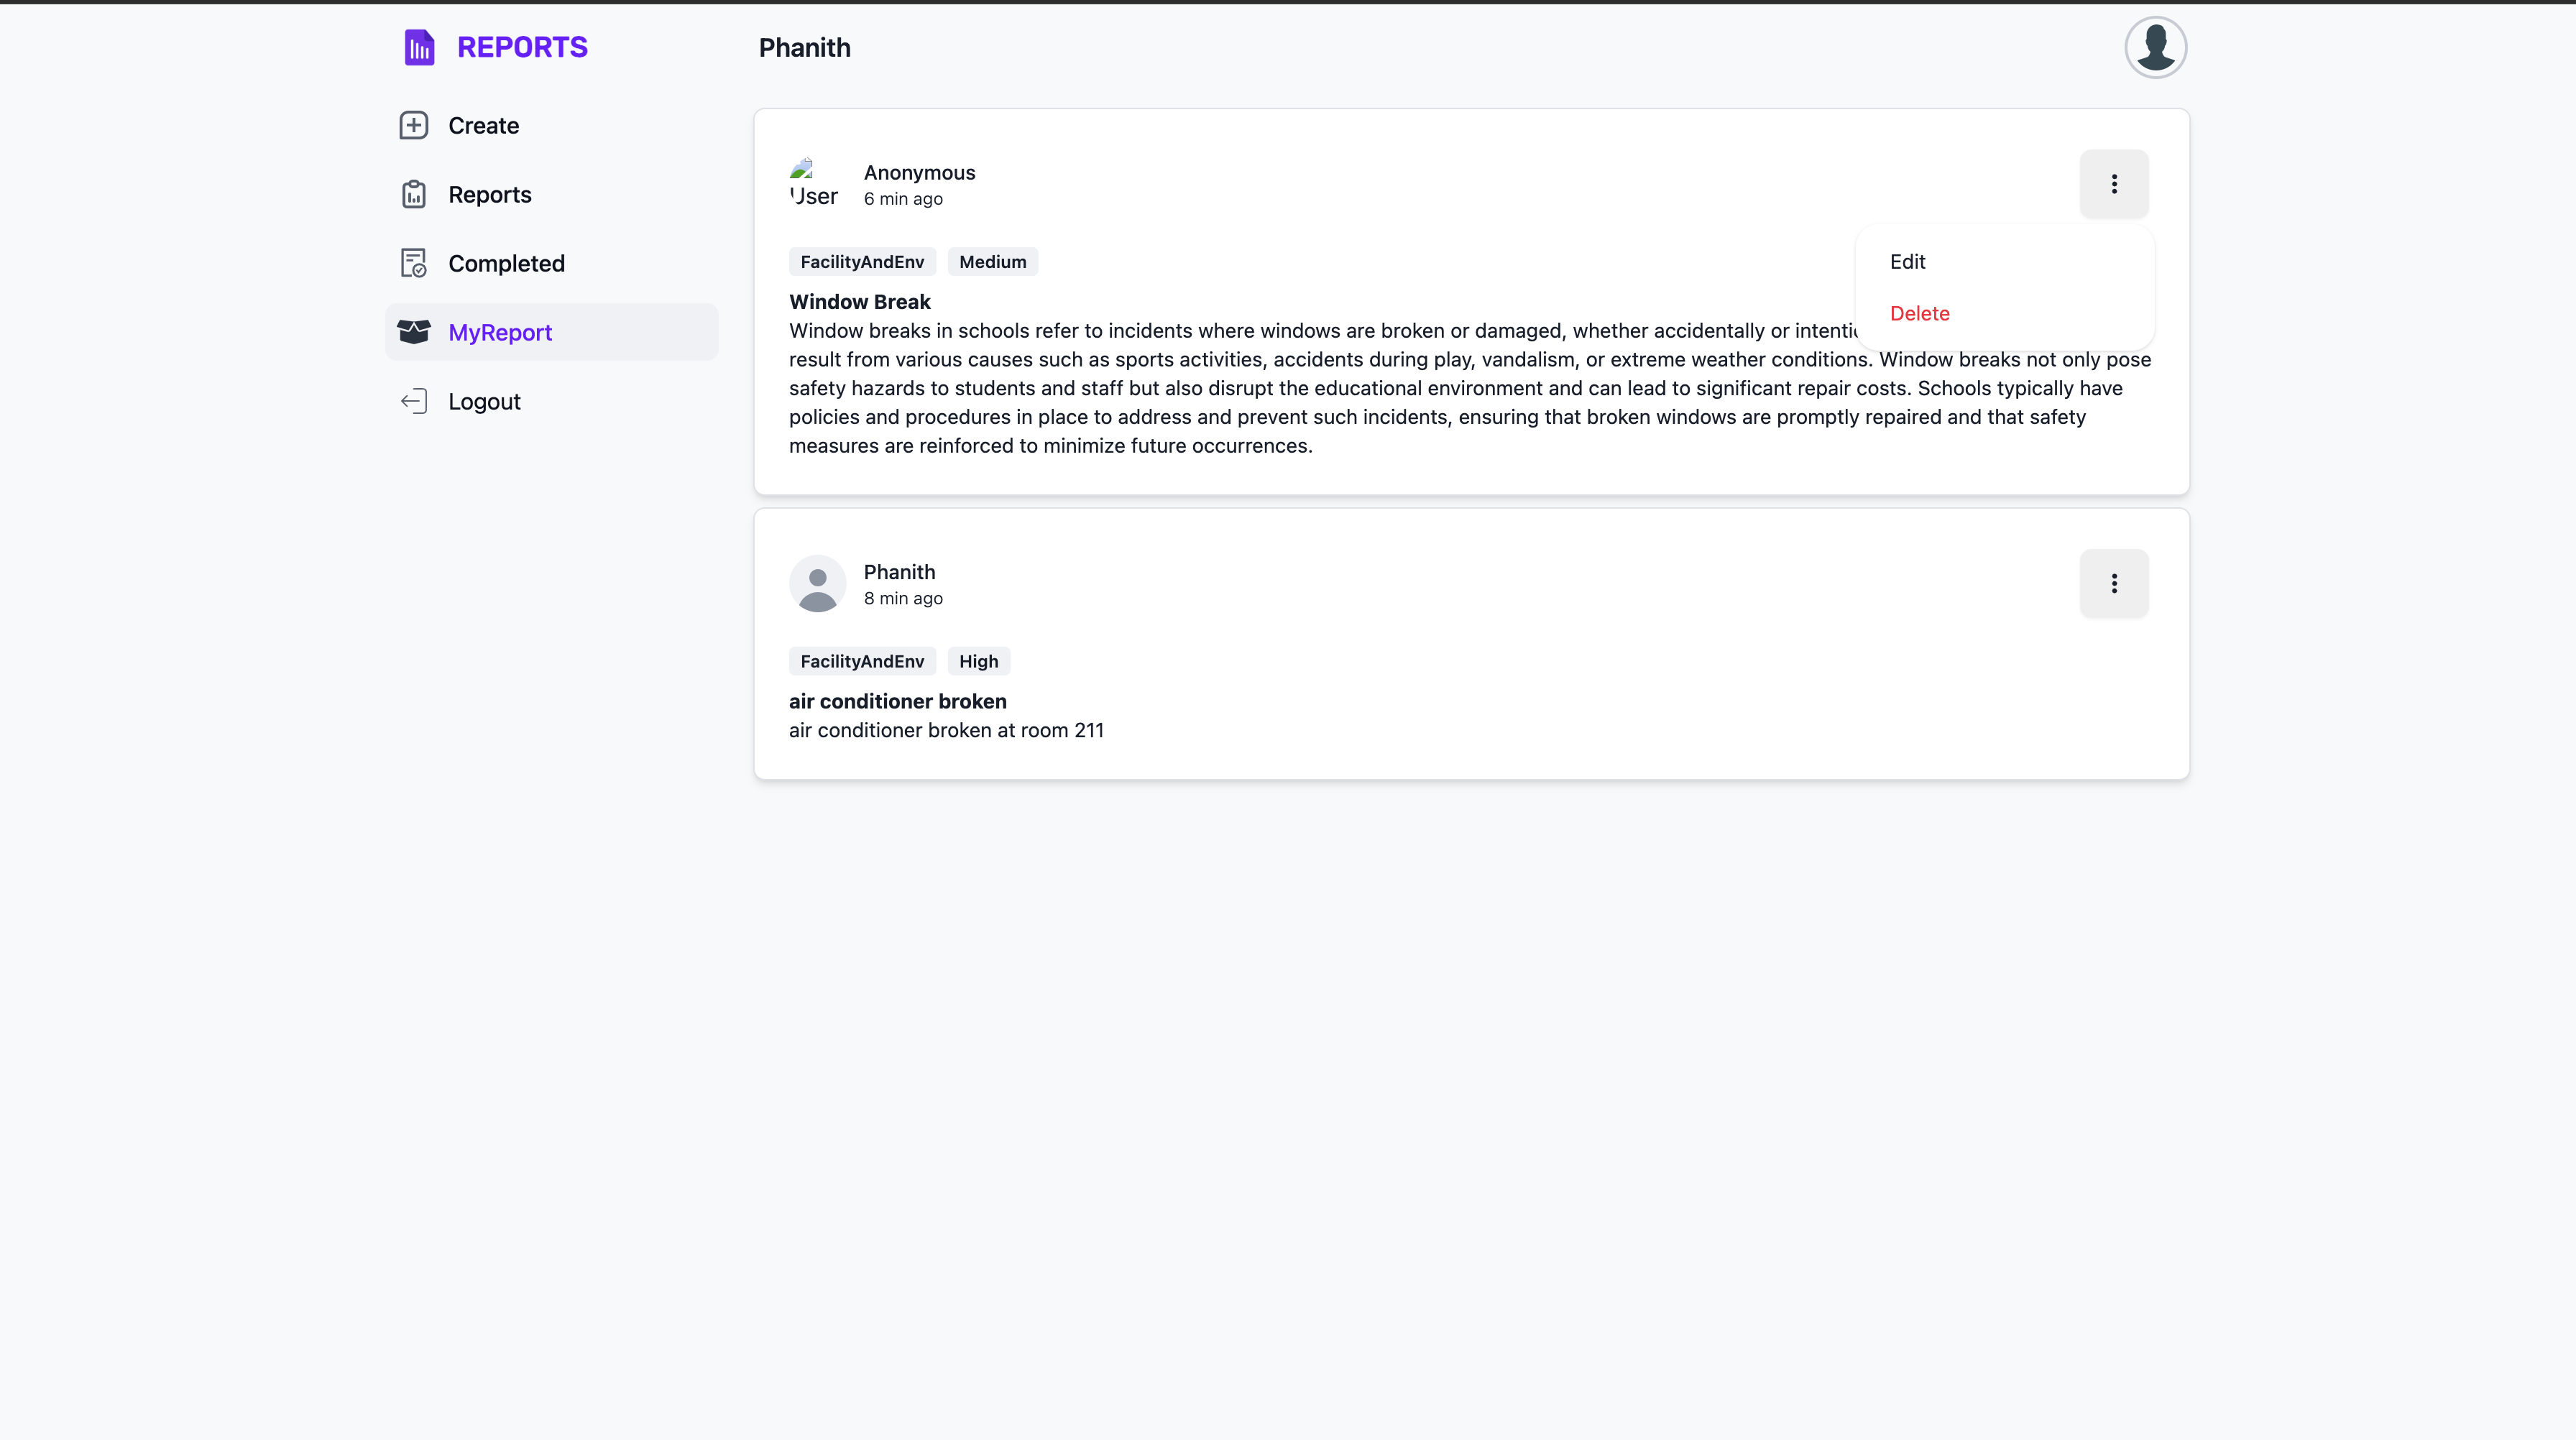 REPORTS
Phanith
Create
Reports
Completed
MyReport
Logout
User
Anonymous
6 min ago
Edit
Delete
FacilityAndEnv
Medium
Window Break
Window breaks in schools refer to incidents where windows are broken or damaged, whether accidentally or
result from various causes such as sports activities, accidents during play, vandalism, or extreme weather conditions. Window breaks not only pose
safety hazards to students and staff but also disrupt the educational environment and can lead to significant repair costs. Schools typically have
policies and procedures in place to address and prevent such incidents, ensuring that broken windows are promptly repaired and that safety
measures are reinforced to minimize future occurrences.
Phanith
8 min ago
FacilityAndEnv
High
air conditioner broken
air conditioner broken at room 211